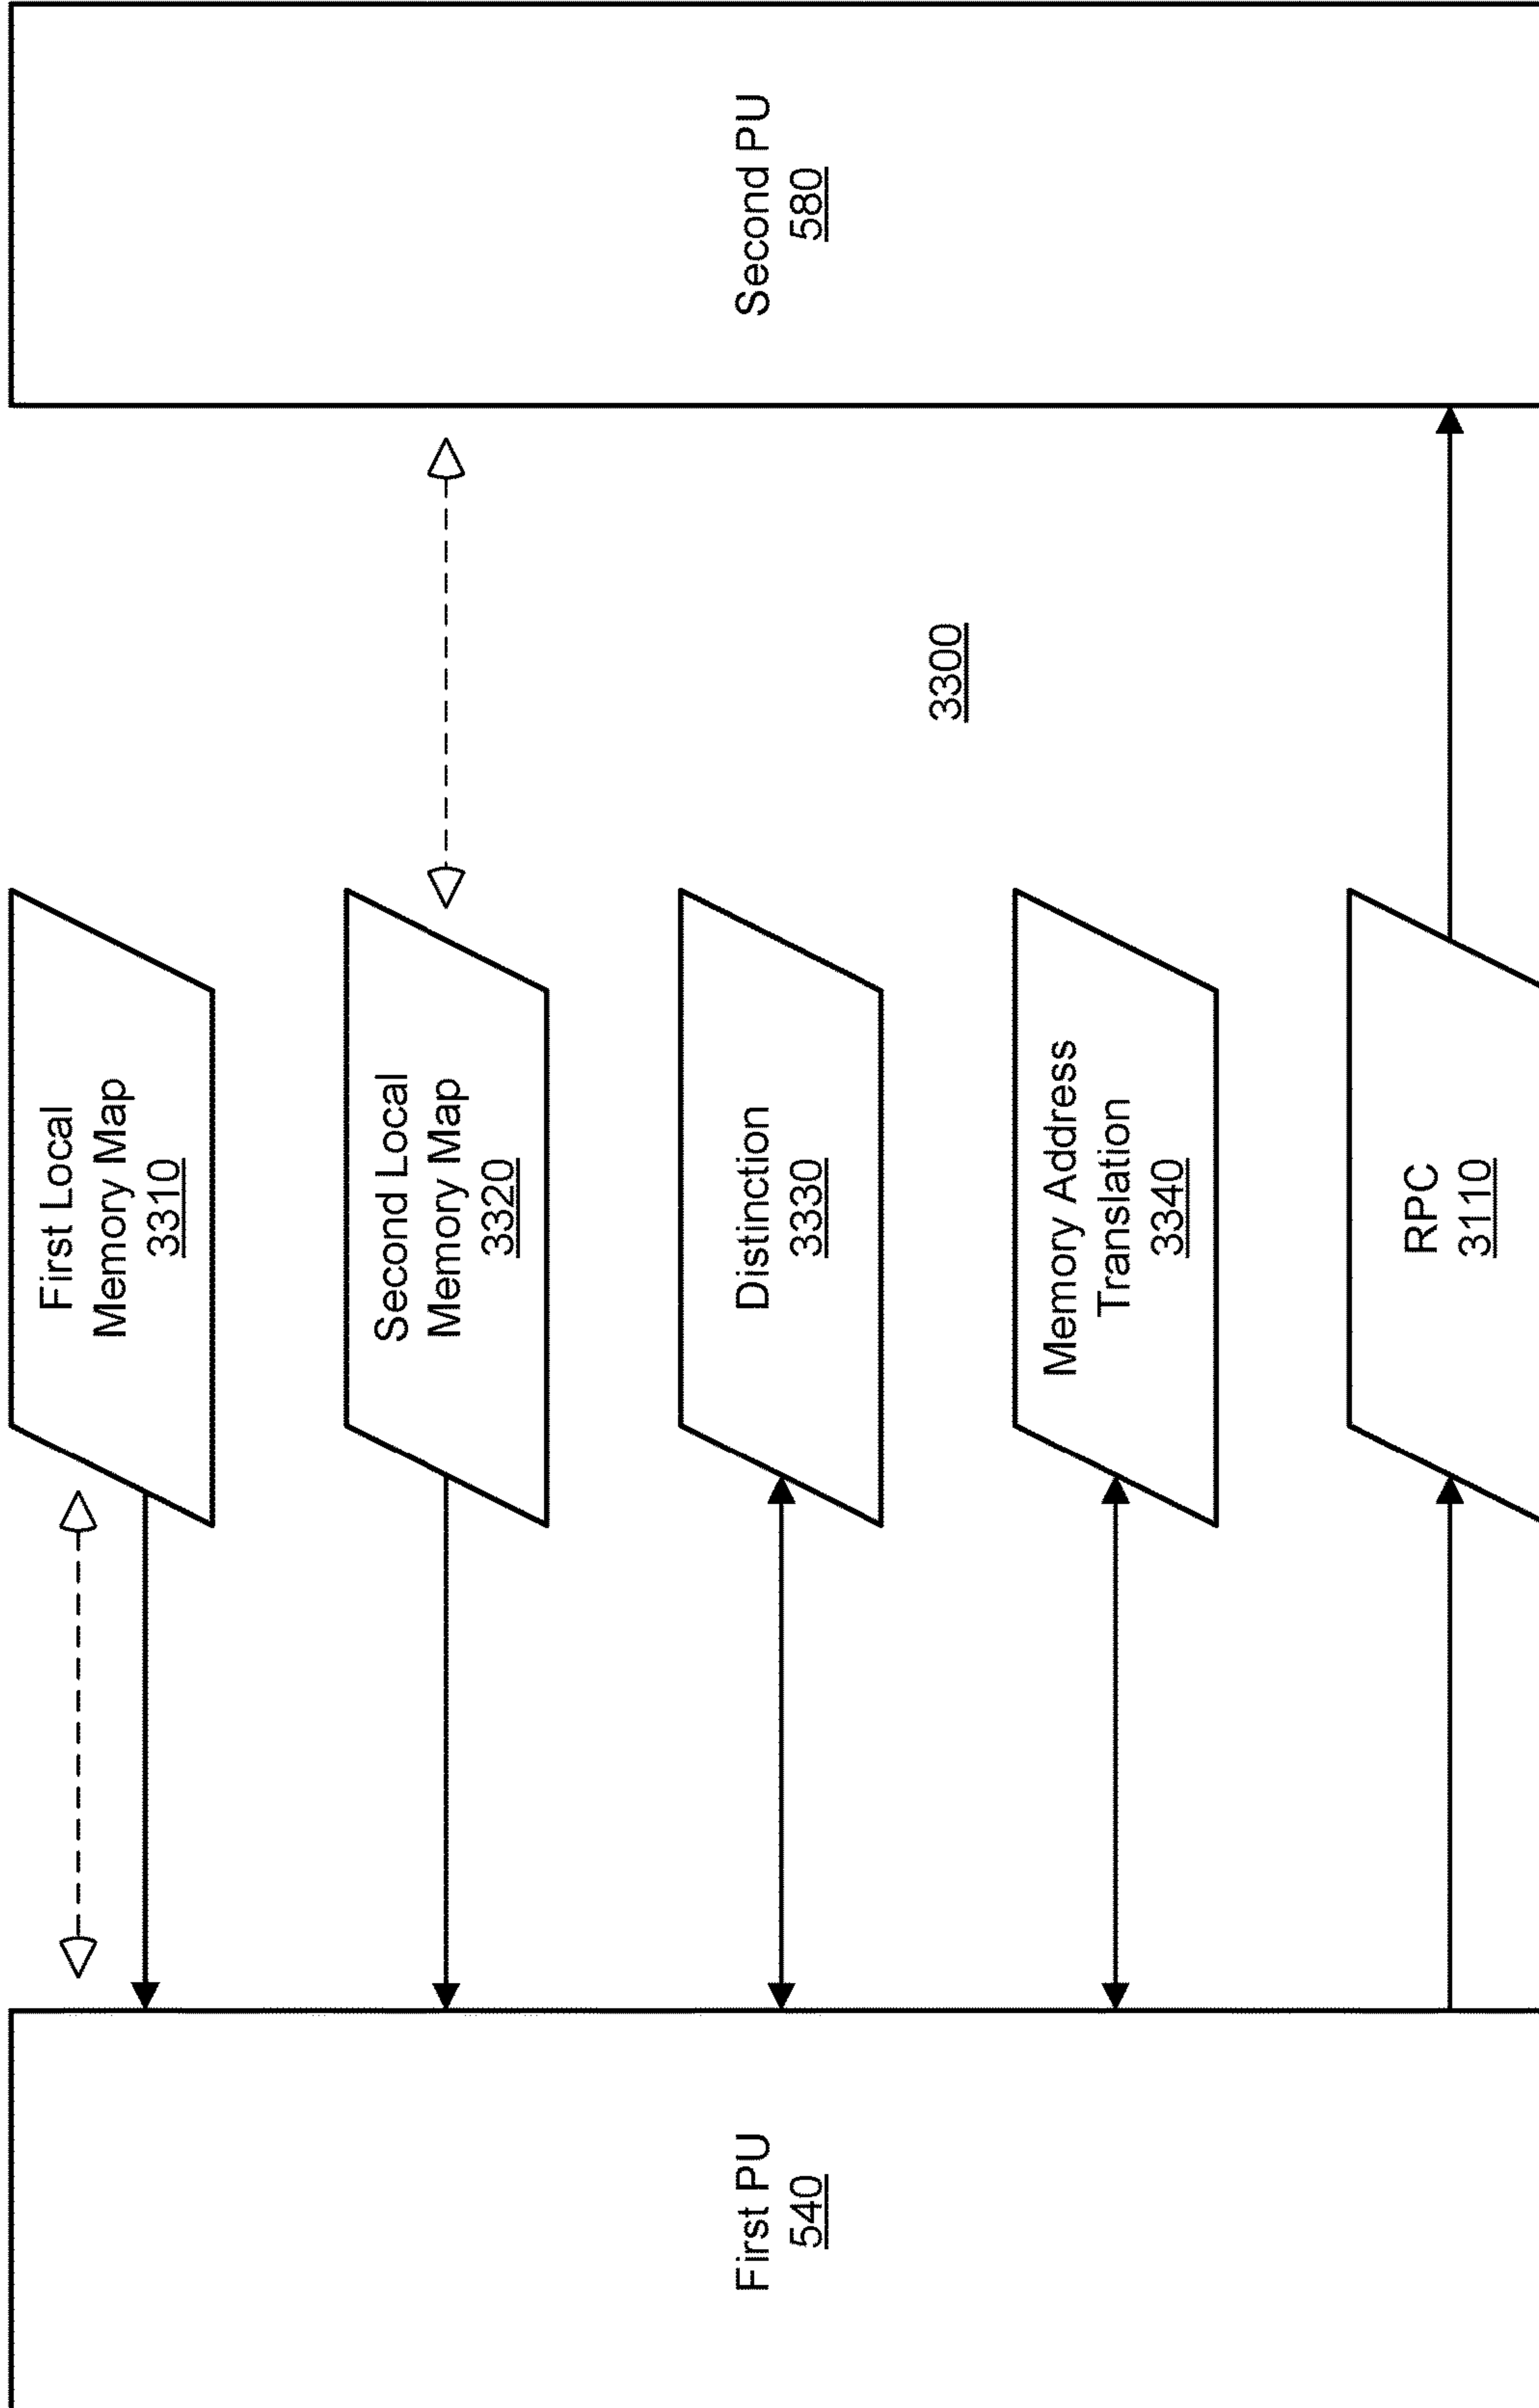 First PU
540
First Local
Memory Map
3310
Second Local
Memory Map
3320
Distinction
3330
Memory Address
Translation
3340
RPC
3110
3300
Second PU
580